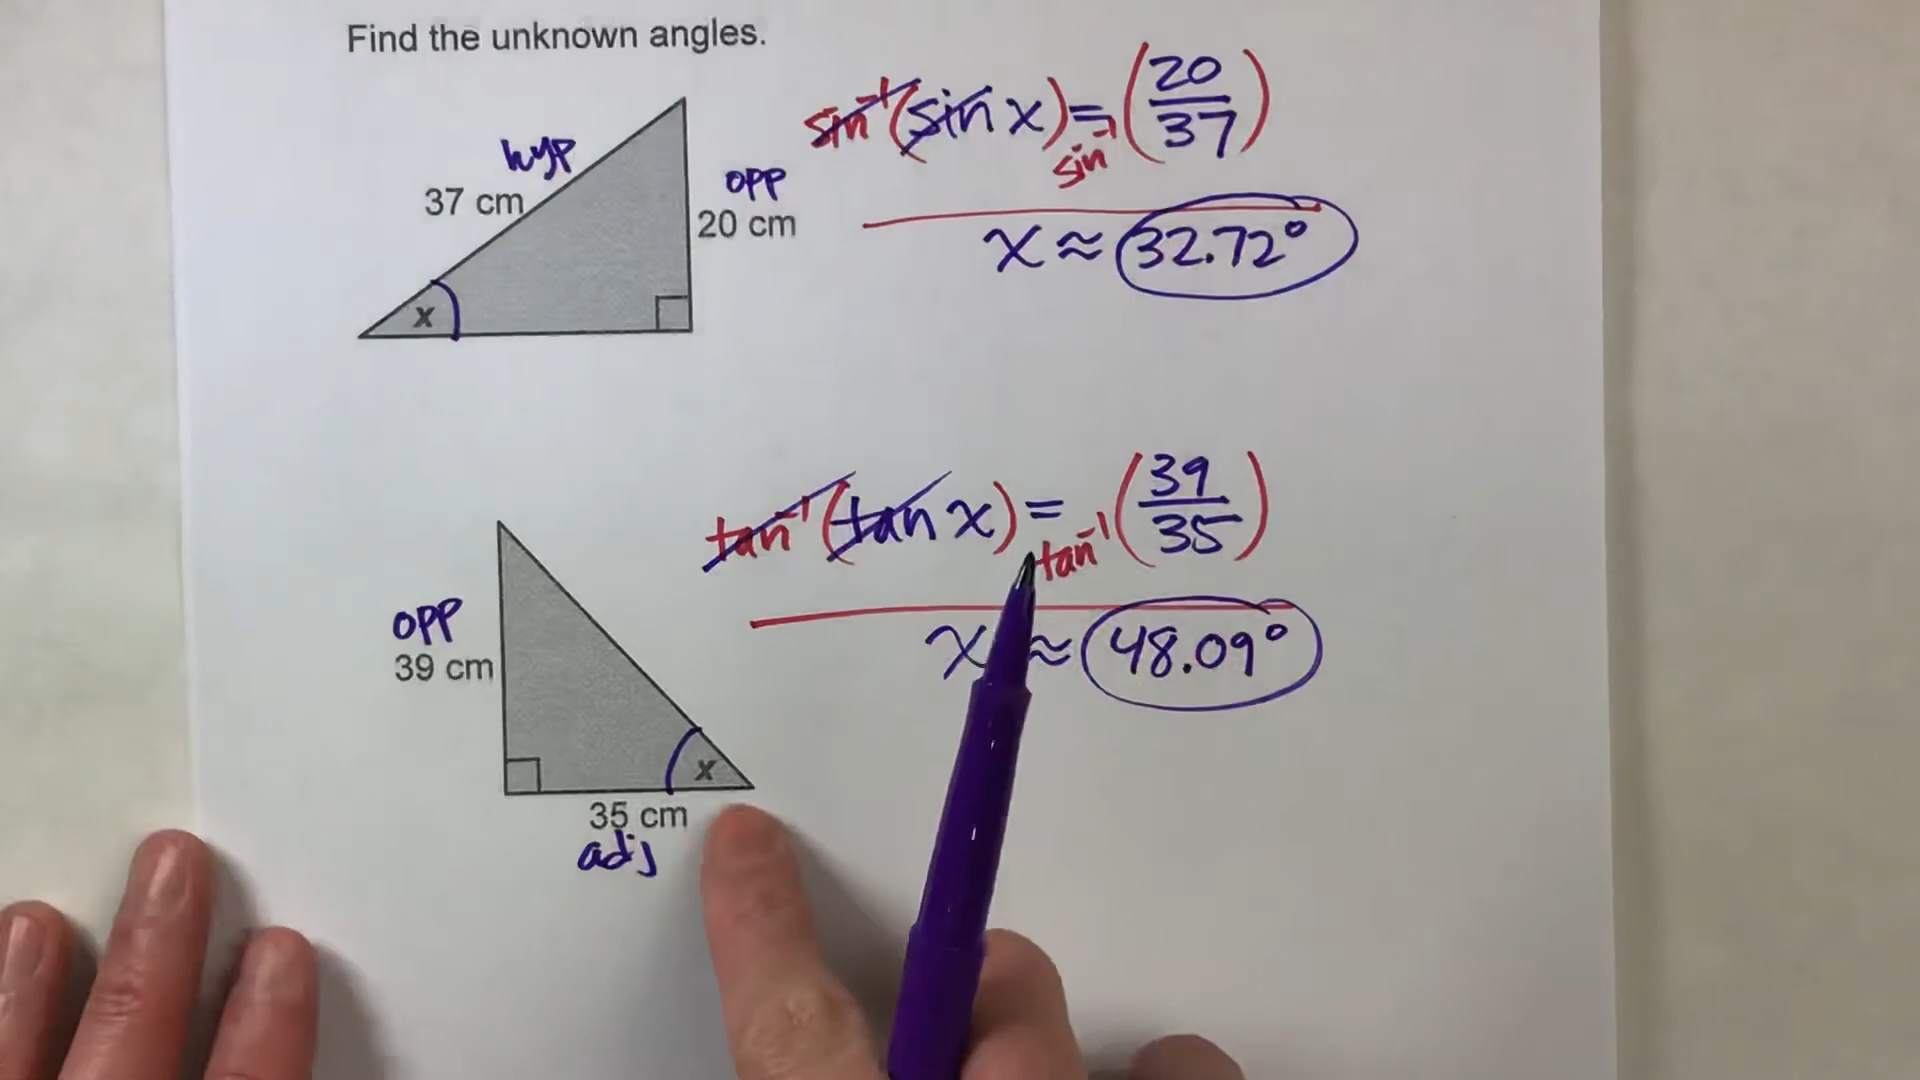 Find the unknown angles.
sin⁻¹(sin x) = sin⁻¹(20/37)
hyp
37 cm
opp
20 cm
x ≈ 32.72°
x
tan⁻¹(tan x) = tan⁻¹(39/35)
opp
39 cm
x ≈ 48.09°
x
35 cm
adj